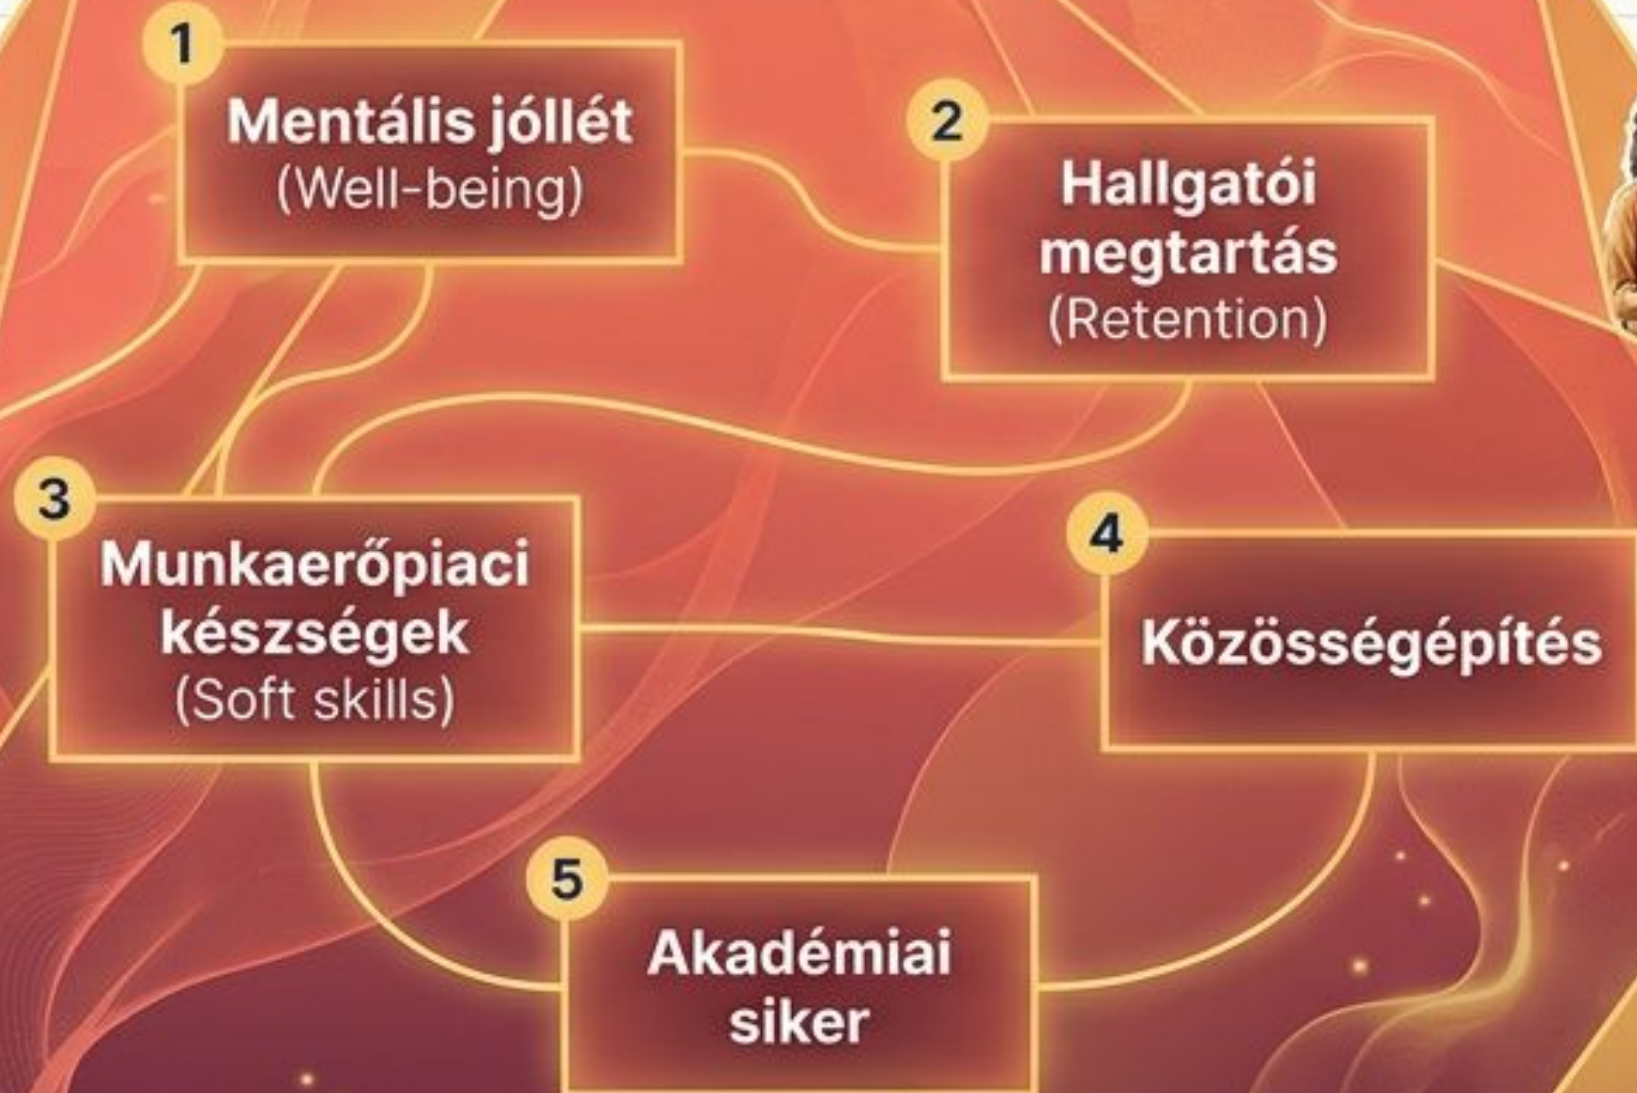 1
Mentális jóllét
(Well-being)
2
Hallgatói
megtartás
(Retention)
3
Munkaerőpiaci
készségek
(Soft skills)
4
Közösségépítés
5
Akadémiai
siker